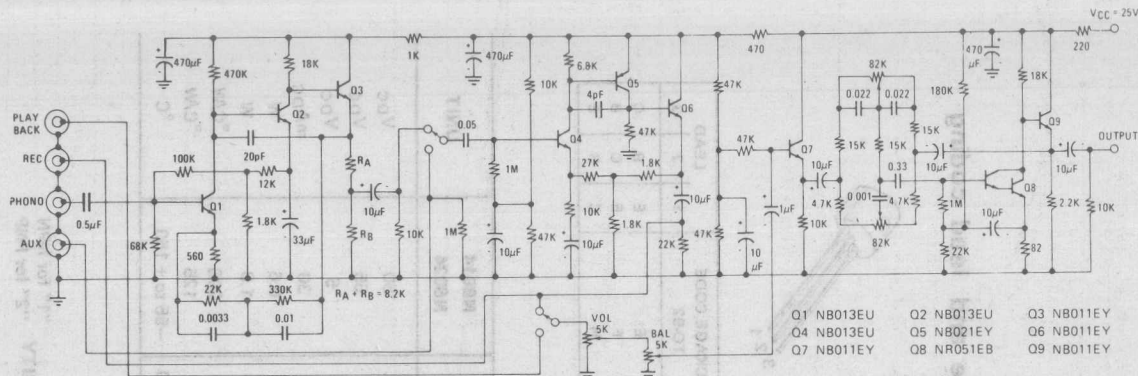 VCC = 25V
470µF
470K
18K
Q2
Q3
1K
470µF
10K
6.8K
Q5
4pF
Q6
47K
470
47K
82K
0.022
0.022
15K
15K
180K
470µF
18K
220
Q9
OUTPUT
10µF
PLAY
BACK
REC
PHONO
AUX
0.5µF
100K
20pF
12K
Q1
1.8K
33µF
68K
560
RA
10µF
RB
10K
0.05
1M
1M
10µF
47K
Q4
27K
1.8K
10K
10µF
1.8K
10µF
22K
47K
10
µF
1µF
Q7
10µF
10K
15K
4.7K
0.33
0 001
4.7K
82K
10µF
1M
10µF
22K
Q8
82
2.2K
10K
22K
330K
0.0033
0.01
RA + RB = 8.2K
VOL
5K
BAL
5K
Q1 NB013EU Q2 NB013EU Q3 NB011EY
Q4 NB013EU Q5 NB021EY Q6 NB011EY
Q7 NB011EY Q8 NR051EB Q9 NB011EY